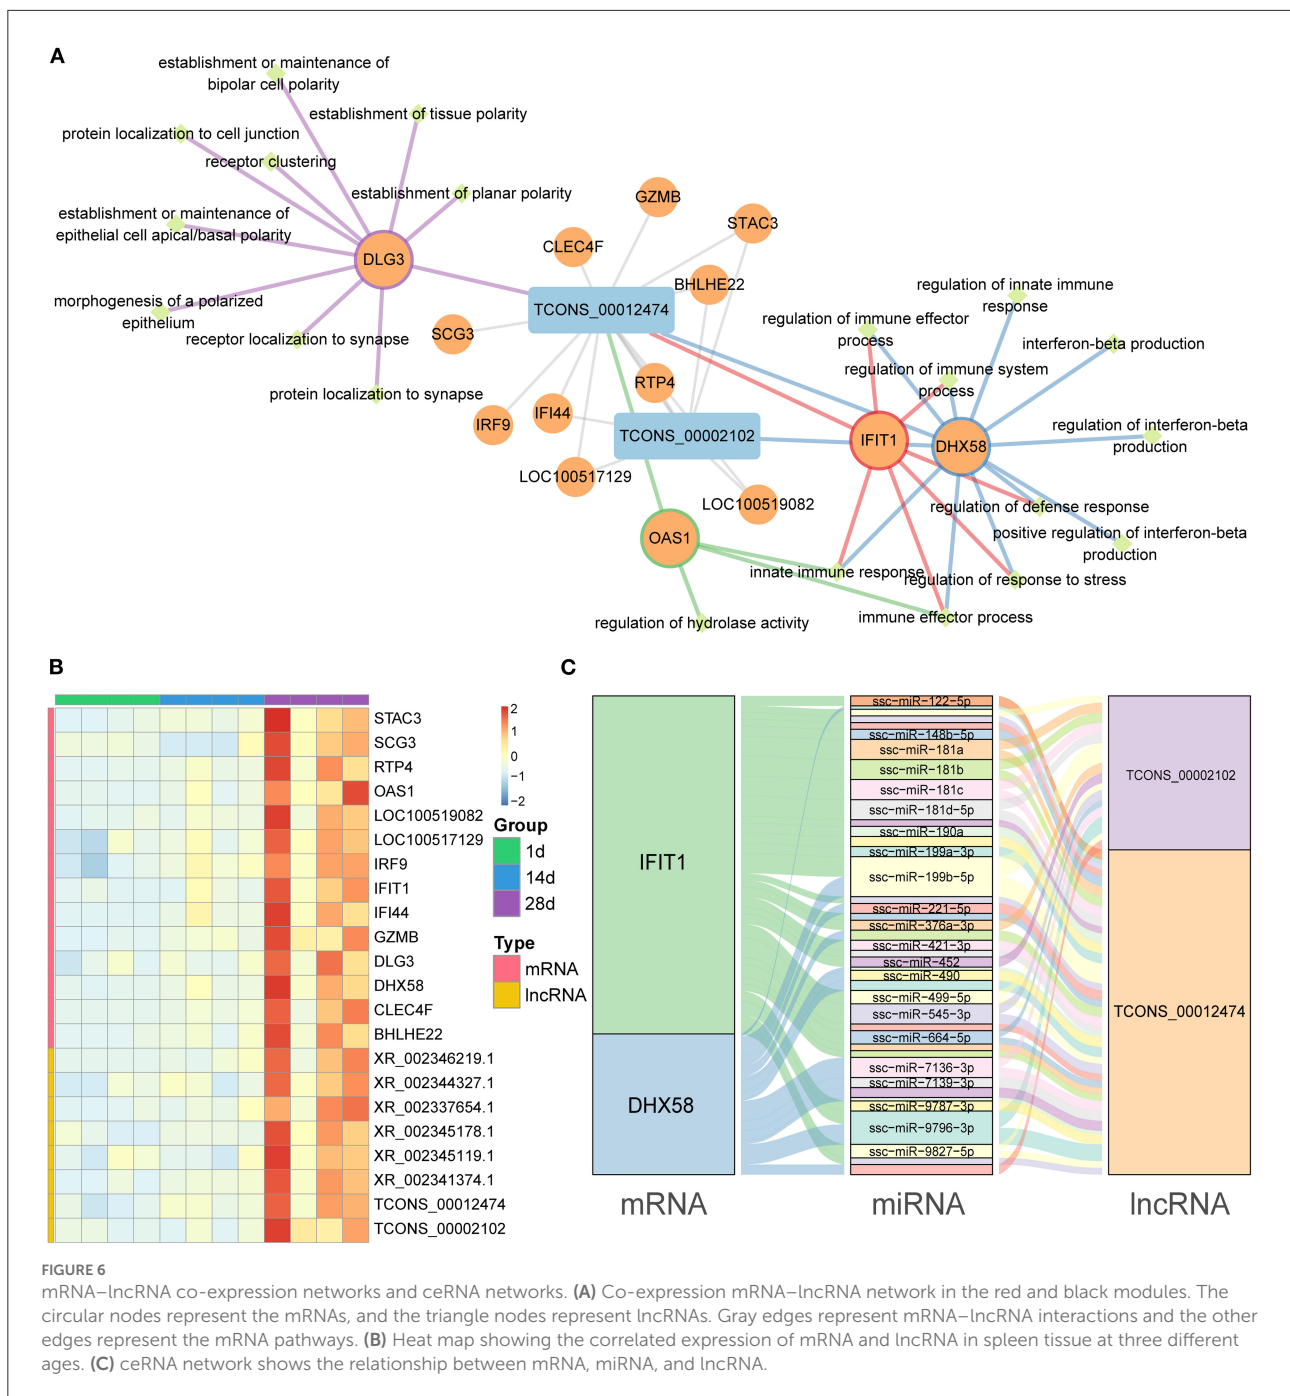 A
establishment or maintenance of
bipolar cell polarity
establishment of tissue polarity
protein localization to cell junction
receptor clustering
establishment of planar polarity
establishment or maintenance of
epithelial cell apical/basal polarity
DLG3
morphogenesis of a polarized
epithelium
receptor localization to synapse
protein localization to synapse
GZMB
STAC3
CLEC4F
BHLHE22
TCONS_00012474
SCG3
RTP4
IFI44
IRF9
TCONS_00002102
LOC100517129
LOC100519082
OAS1
IFIT1
DHX58
regulation of innate immune
response
regulation of immune effector
process
interferon-beta production
regulation of immune system
process
regulation of interferon-beta
production
regulation of defense response
positive regulation of interferon-beta
production
innate immune response
regulation of response to stress
immune effector process
regulation of hydrolase activity
B
STAC3
SCG3
RTP4
OAS1
LOC100519082
LOC100517129
IRF9
IFIT1
IFI44
GZMB
DLG3
DHX58
CLEC4F
BHLHE22
XR_002346219.1
XR_002344327.1
XR_002337654.1
XR_002345178.1
XR_002345119.1
XR_002341374.1
TCONS_00012474
TCONS_00002102
2
1
0
−1
−2
Group
1d
14d
28d
Type
mRNA
lncRNA
C
IFIT1
DHX58
mRNA
ssc−miR−122−5p
ssc−miR−148b−5p
ssc−miR−181a
ssc−miR−181b
ssc−miR−181c
ssc−miR−181d−5p
ssc−miR−190a
ssc−miR−199a−3p
ssc−miR−199b−5p
ssc−miR−221−5p
ssc−miR−376a−3p
ssc−miR−421−3p
ssc−miR−452
ssc−miR−490
ssc−miR−499−5p
ssc−miR−545−3p
ssc−miR−664−5p
ssc−miR−7136−3p
ssc−miR−7139−3p
ssc−miR−9787−3p
ssc−miR−9796−3p
ssc−miR−9827−5p
miRNA
TCONS_00002102
TCONS_00012474
lncRNA
FIGURE 6
mRNA–lncRNA co-expression networks and ceRNA networks. (A) Co-expression mRNA–lncRNA network in the red and black modules. The
circular nodes represent the mRNAs, and the triangle nodes represent lncRNAs. Gray edges represent mRNA–lncRNA interactions and the other
edges represent the mRNA pathways. (B) Heat map showing the correlated expression of mRNA and lncRNA in spleen tissue at three different
ages. (C) ceRNA network shows the relationship between mRNA, miRNA, and lncRNA.